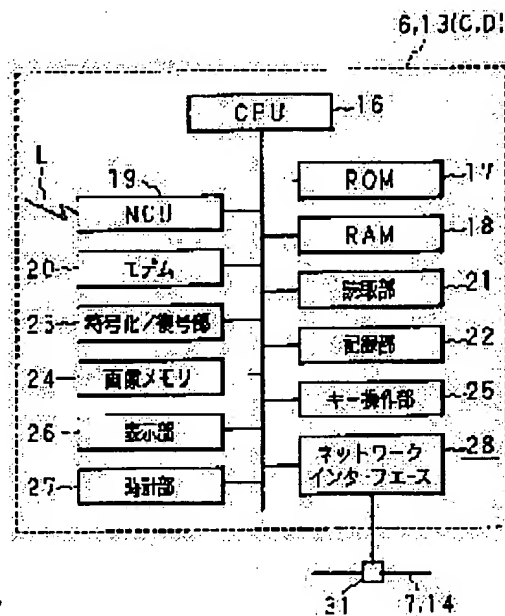 6,13(C,D)
CPU
16
L
19
NCU
ROM
17
RAM
18
20
モデム
読取部
21
23
符号化/復号部
記録部
22
24
画像メモリ
キー操作部
25
26
表示部
ネットワーク
インターフェース
28
27
時計部
31
7,14